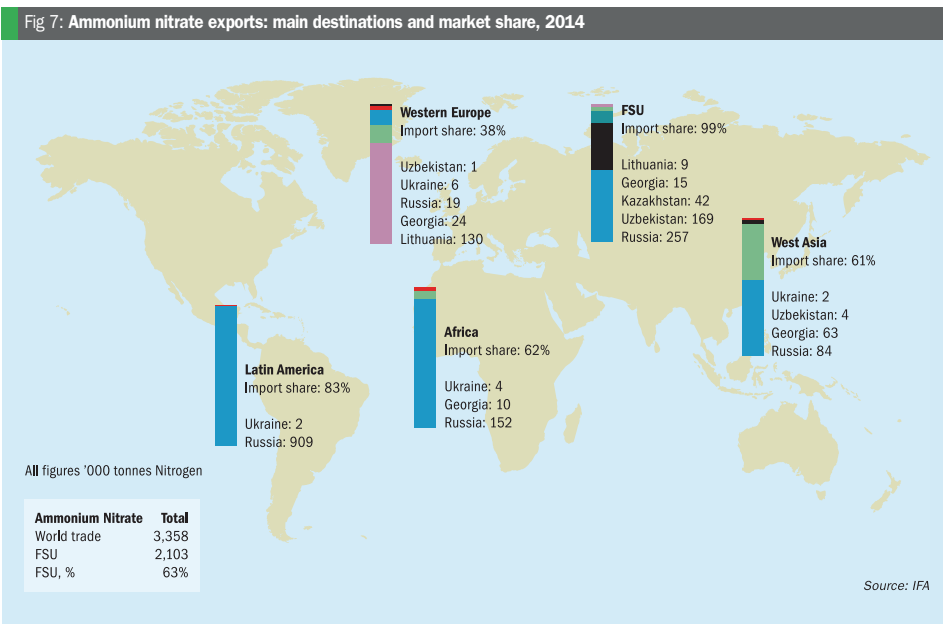 Fig 7: Ammonium nitrate exports: main destinations and market share, 2014
Western Europe
Import share: 38%
Uzbekistan: 1
Ukraine: 6
Russia: 19
Georgia: 24
Lithuania: 130
FSU
Import share: 99%
Lithuania: 9
Georgia: 15
Kazakhstan: 42
Uzbekistan: 169
Russia: 257
West Asia
Import share: 61%
Ukraine: 2
Uzbekistan: 4
Georgia: 63
Russia: 84
Africa
Import share: 62%
Ukraine: 4
Georgia: 10
Russia: 152
Latin America
Import share: 83%
Ukraine: 2
Russia: 909
All figures ’000 tonnes Nitrogen
Ammonium Nitrate Total
World trade 3,358
FSU 2,103
FSU, % 63%
Source: IFA